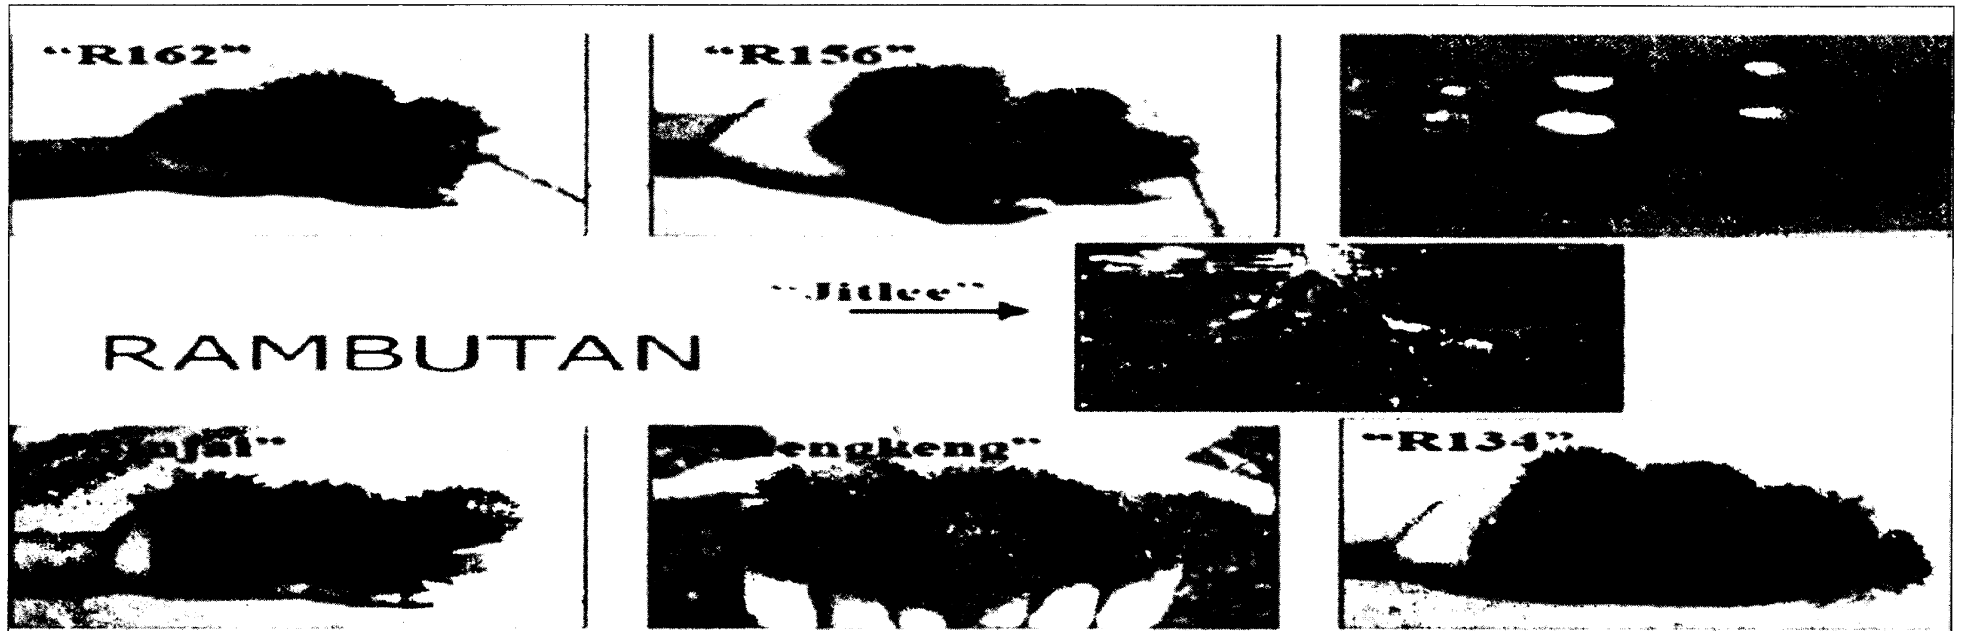 “R162”
“R156”
“Jitlee”
RAMBUTAN
“R134”